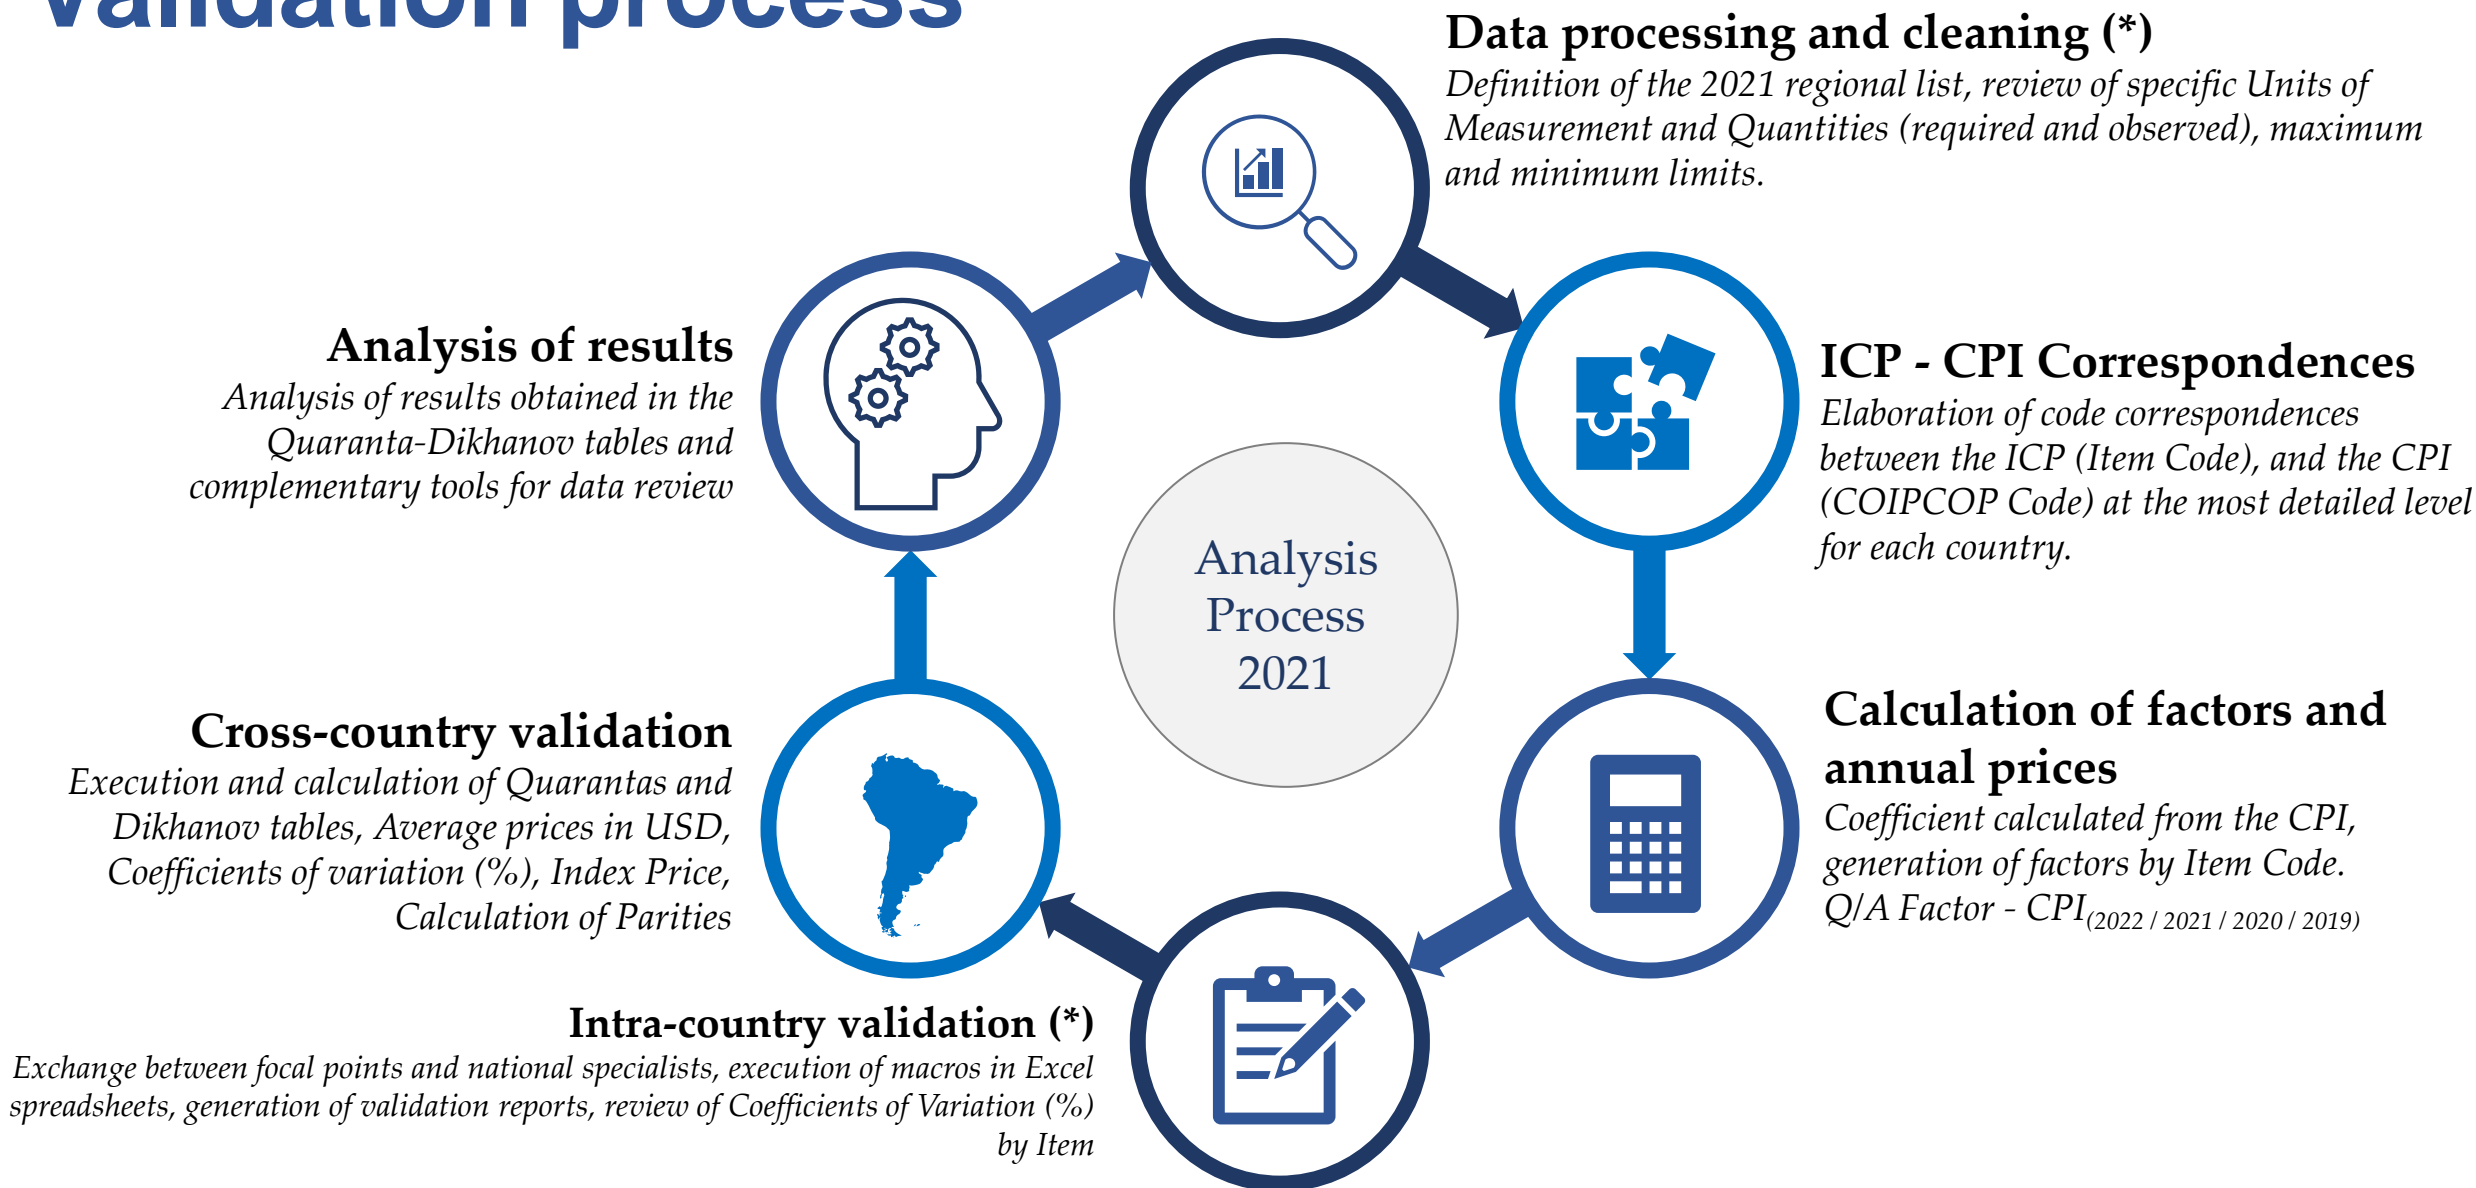 Validation process
Data processing and cleaning (*)
Definition of the 2021 regional list, review of specific Units of
Measurement and Quantities (required and observed), maximum
and minimum limits.
ICP - CPI Correspondences
Elaboration of code correspondences
between the ICP (Item Code), and the CPI
(COIPCOP Code) at the most detailed level
for each country.
Calculation of factors and
annual prices
Coefficient calculated from the CPI,
generation of factors by Item Code.
Q/A Factor - CPI(2022 / 2021 / 2020 / 2019)
Intra-country validation (*)
Exchange between focal points and national specialists, execution of macros in Excel
spreadsheets, generation of validation reports, review of Coefficients of Variation (%)
by Item
Cross-country validation
Execution and calculation of Quarantas and
Dikhanov tables, Average prices in USD,
Coefficients of variation (%), Index Price,
Calculation of Parities
Analysis of results
Analysis of results obtained in the
Quaranta-Dikhanov tables and
complementary tools for data review
Analysis
Process
2021